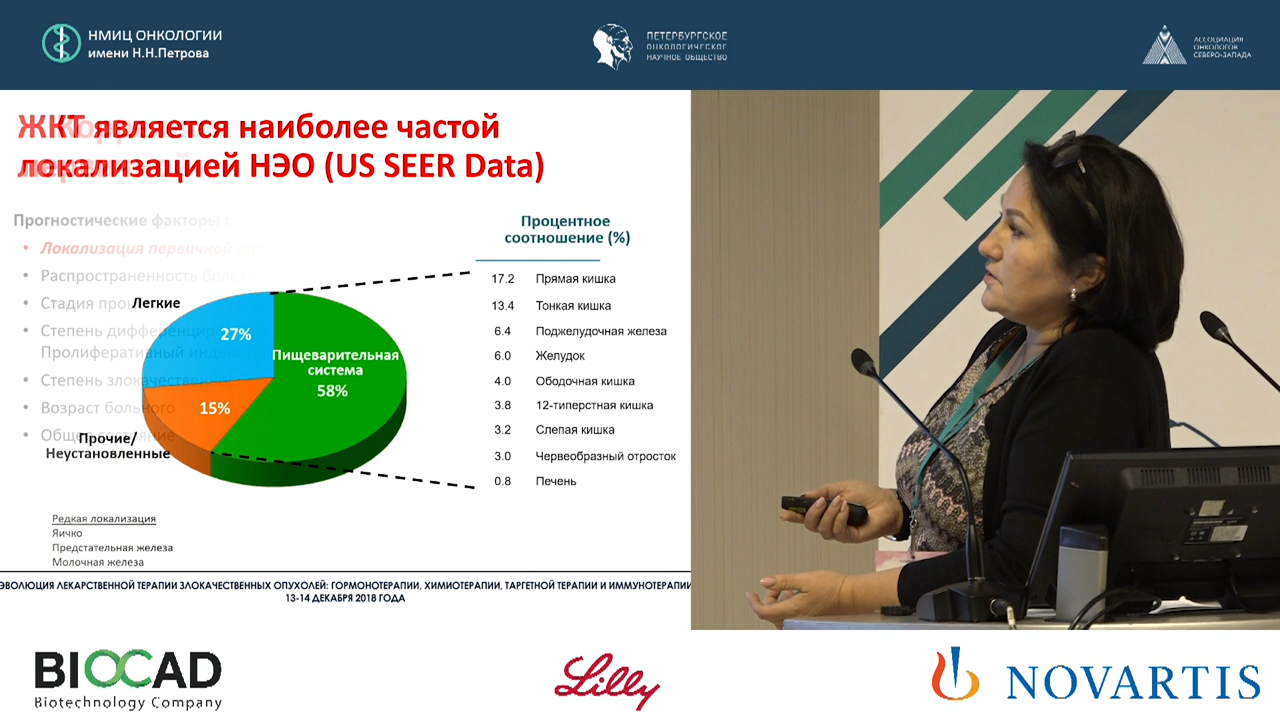 НМИЦ ОНКОЛОГИИ
имени Н.Н.Петрова
ПЕТЕРБУРГСКОЕ
ОНКОЛОГИЧЕСКОЕ
НАУЧНОЕ ОБЩЕСТВО
АССОЦИАЦИЯ
ОНКОЛОГОВ
СЕВЕРО-ЗАПАДА
ЖКТ является наиболее частой
локализацией НЭО (US SEER Data)
Прогностические факторы
• Локализация первичной
• Распространенность
• Стадия
• Степень
Пролиферативный индекс
• Степень
• Возраст больного
• Общее состояние
Легкие
27%
Пищеварительная
система
58%
15%
Прочие/
Неустановленные
Процентное
соотношение (%)
17.2 Прямая кишка
13.4 Тонкая кишка
6.4 Поджелудочная железа
6.0 Желудок
4.0 Ободочная кишка
3.8 12-типерстная кишка
3.2 Слепая кишка
3.0 Червеобразный отросток
0.8 Печень
Редкая локализация
Яичко
Предстательная железа
Молочная железа
ЭВОЛЮЦИЯ ЛЕКАРСТВЕННОЙ ТЕРАПИИ ЗЛОКАЧЕСТВЕННЫХ ОПУХОЛЕЙ: ГОРМОНОТЕРАПИИ, ХИМИОТЕРАПИИ, ТАРГЕТНОЙ ТЕРАПИИ И ИММУНОТЕРАПИИ
13-14 ДЕКАБРЯ 2018 ГОДА
BIOCAD
Biotechnology Company
Lilly
NOVARTIS